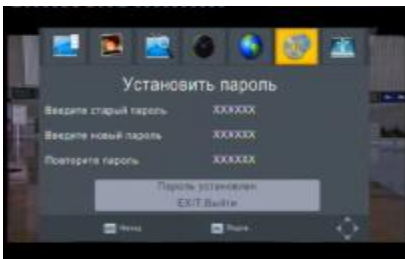 Установить пароль
Введите старый пароль XXXXXX
Введите новый пароль XXXXXX
Повторите пароль XXXXXX
Пароль установлен
EXIT:Выйти